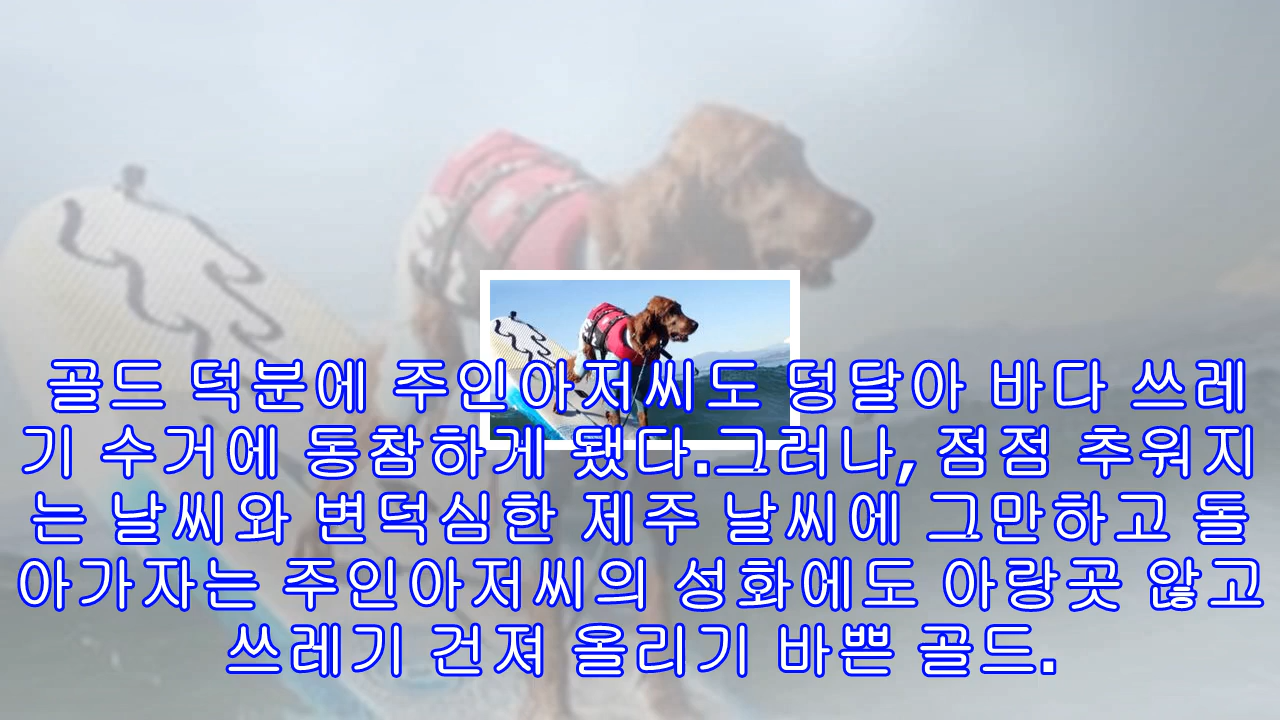 골드 덕분에 주인아저씨도 덩달아 바다 쓰레
기 수거에 동참하게 됐다.그러나, 점점 추워지
는 날씨와 변덕심한 제주 날씨에 그만하고 돌
아가자는 주인아저씨의 성화에도 아랑곳 않고
쓰레기 건져 올리기 바쁜 골드.